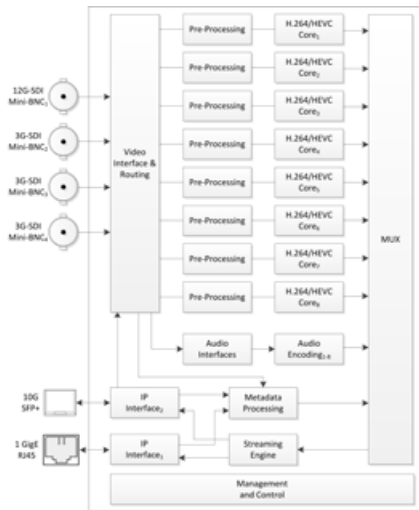 Pre-Processing
H.264/HEVC
Core₁
Pre-Processing
H.264/HEVC
Core₂
12G-SDI
Mini-BNC₁
Pre-Processing
H.264/HEVC
Core₃
3G-SDI
Mini-BNC₂
Pre-Processing
H.264/HEVC
Core₄
Video
Interface &
Routing
3G-SDI
Mini-BNC₃
Pre-Processing
H.264/HEVC
Core₅
3G-SDI
Mini-BNC₄
Pre-Processing
H.264/HEVC
Core₆
MUX
Pre-Processing
H.264/HEVC
Core₇
Pre-Processing
H.264/HEVC
Core₈
Audio
Interfaces
Audio
Encoding₁₋₈
10G
SFP+
IP
Interface₂
Metadata
Processing
1 GigE
RJ45
IP
Interface₁
Streaming
Engine
Management
and Control